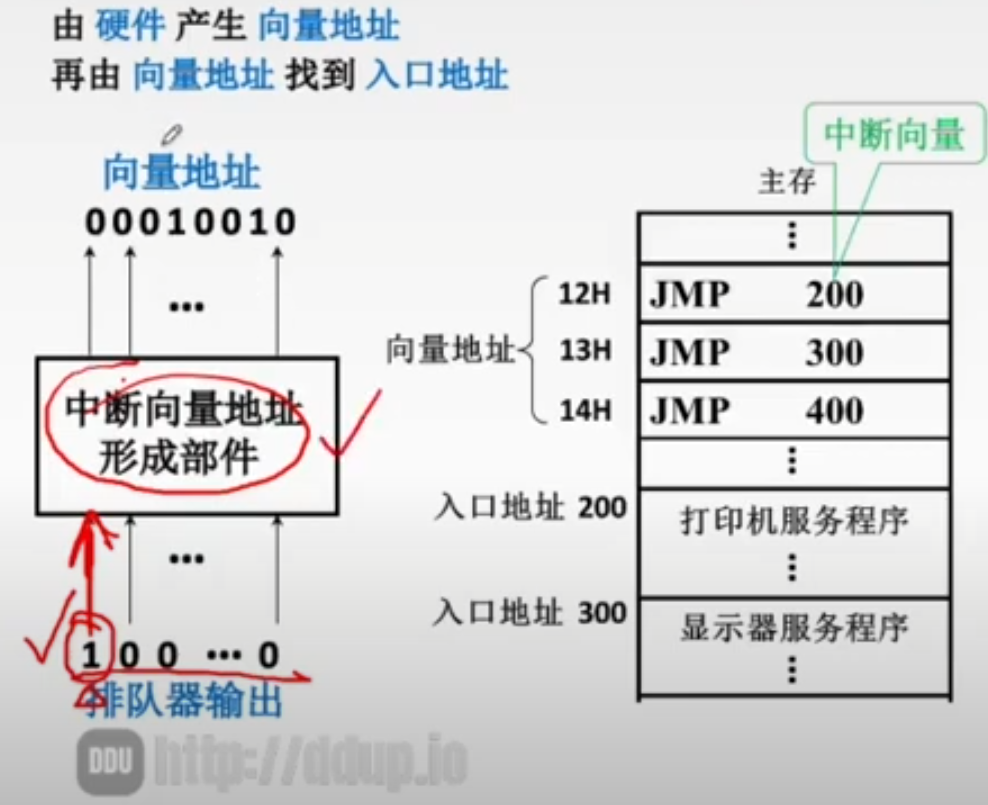 由 硬件 产生 向量地址
再由 向量地址 找到 入口地址
中断向量
向量地址
主存
00010010
⋮
12H JMP 200
…
向量地址
13H JMP 300
14H JMP 400
中断向量地址
形成部件
⋮
入口地址 200
打印机服务程序
…
⋮
入口地址 300
显示器服务程序
1 0 0 … 0
⋮
排队器输出
DDU http://ddup.io